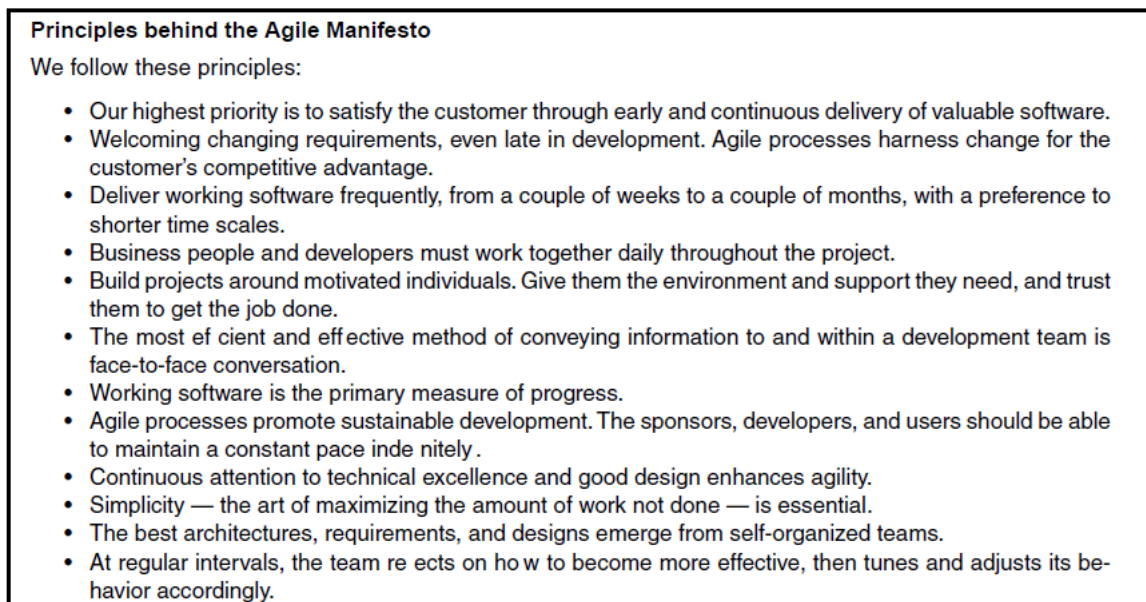 Principles behind the Agile Manifesto
We follow these principles:
• Our highest priority is to satisfy the customer through early and continuous delivery of valuable software.
• Welcoming changing requirements, even late in development. Agile processes harness change for the
customer's competitive advantage.
• Deliver working software frequently, from a couple of weeks to a couple of months, with a preference to
shorter time scales.
• Business people and developers must work together daily throughout the project.
• Build projects around motivated individuals. Give them the environment and support they need, and trust
them to get the job done.
• The most ef cient and effective method of conveying information to and within a development team is
face-to-face conversation.
• Working software is the primary measure of progress.
• Agile processes promote sustainable development. The sponsors, developers, and users should be able
to maintain a constant pace inde nitely.
• Continuous attention to technical excellence and good design enhances agility.
• Simplicity — the art of maximizing the amount of work not done — is essential.
• The best architectures, requirements, and designs emerge from self-organized teams.
• At regular intervals, the team re ects on how to become more effective, then tunes and adjusts its be-
havior accordingly.